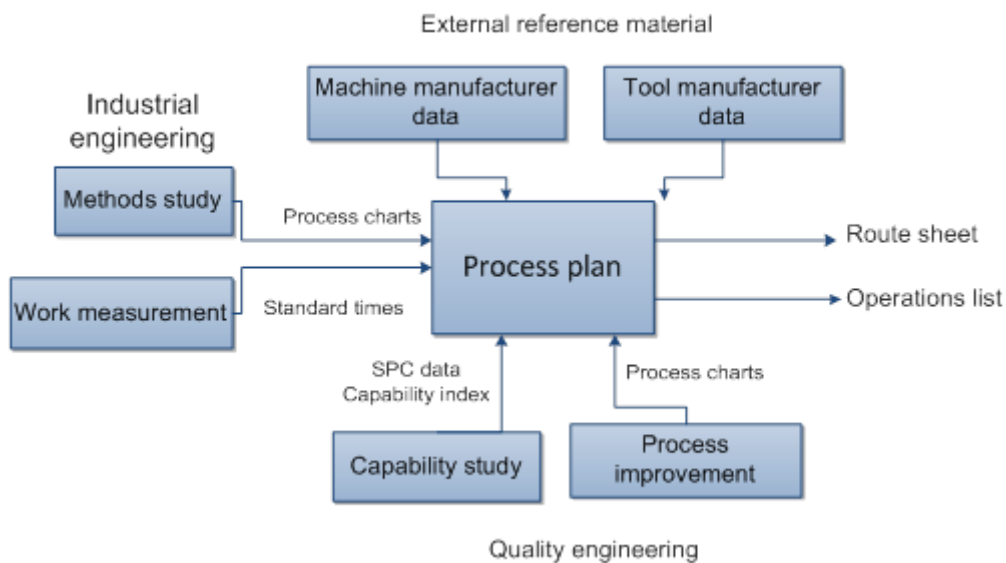 External reference material
Machine manufacturer
data
Tool manufacturer
data
Industrial
engineering
Methods study
Process charts
Work measurement
Standard times
Process plan
Route sheet
Operations list
SPC data
Capability index
Process charts
Capability study
Process
improvement
Quality engineering